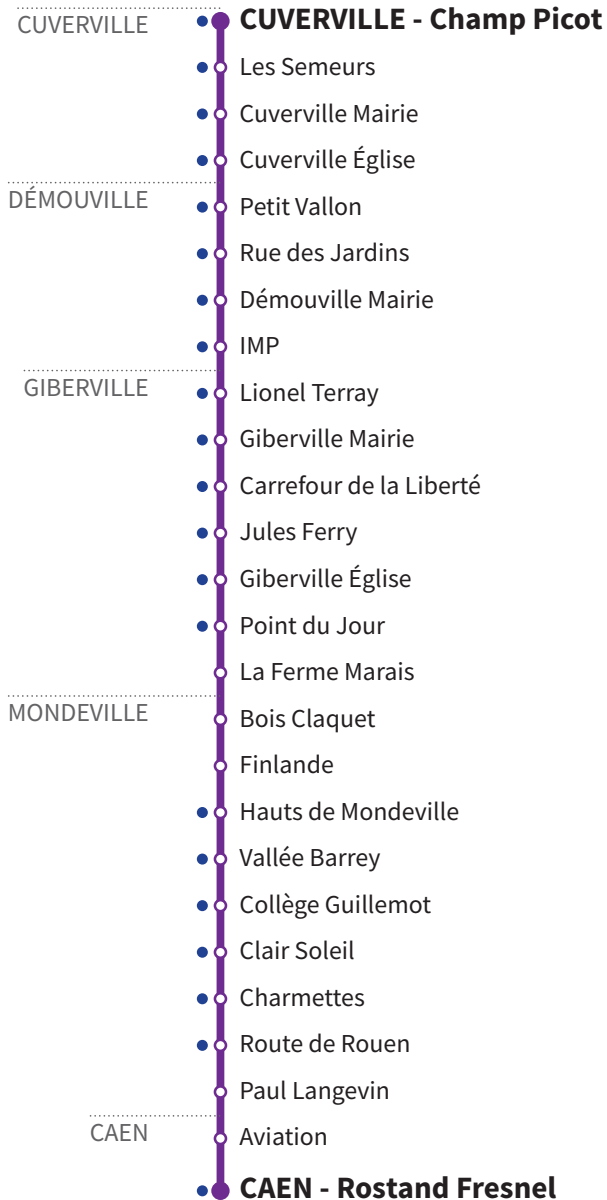 CUVERVILLE
CUVERVILLE - Champ Picot
Les Semeurs
Cuverville Mairie
Cuverville Église
DÉMOUVILLE
Petit Vallon
Rue des Jardins
Démouville Mairie
IMP
GIBERVILLE
Lionel Terray
Giberville Mairie
Carrefour de la Liberté
Jules Ferry
Giberville Église
Point du Jour
La Ferme Marais
MONDEVILLE
Bois Claquet
Finlande
Hauts de Mondeville
Vallée Barrey
Collège Guillemot
Clair Soleil
Charmettes
Route de Rouen
Paul Langevin
CAEN
Aviation
CAEN - Rostand Fresnel